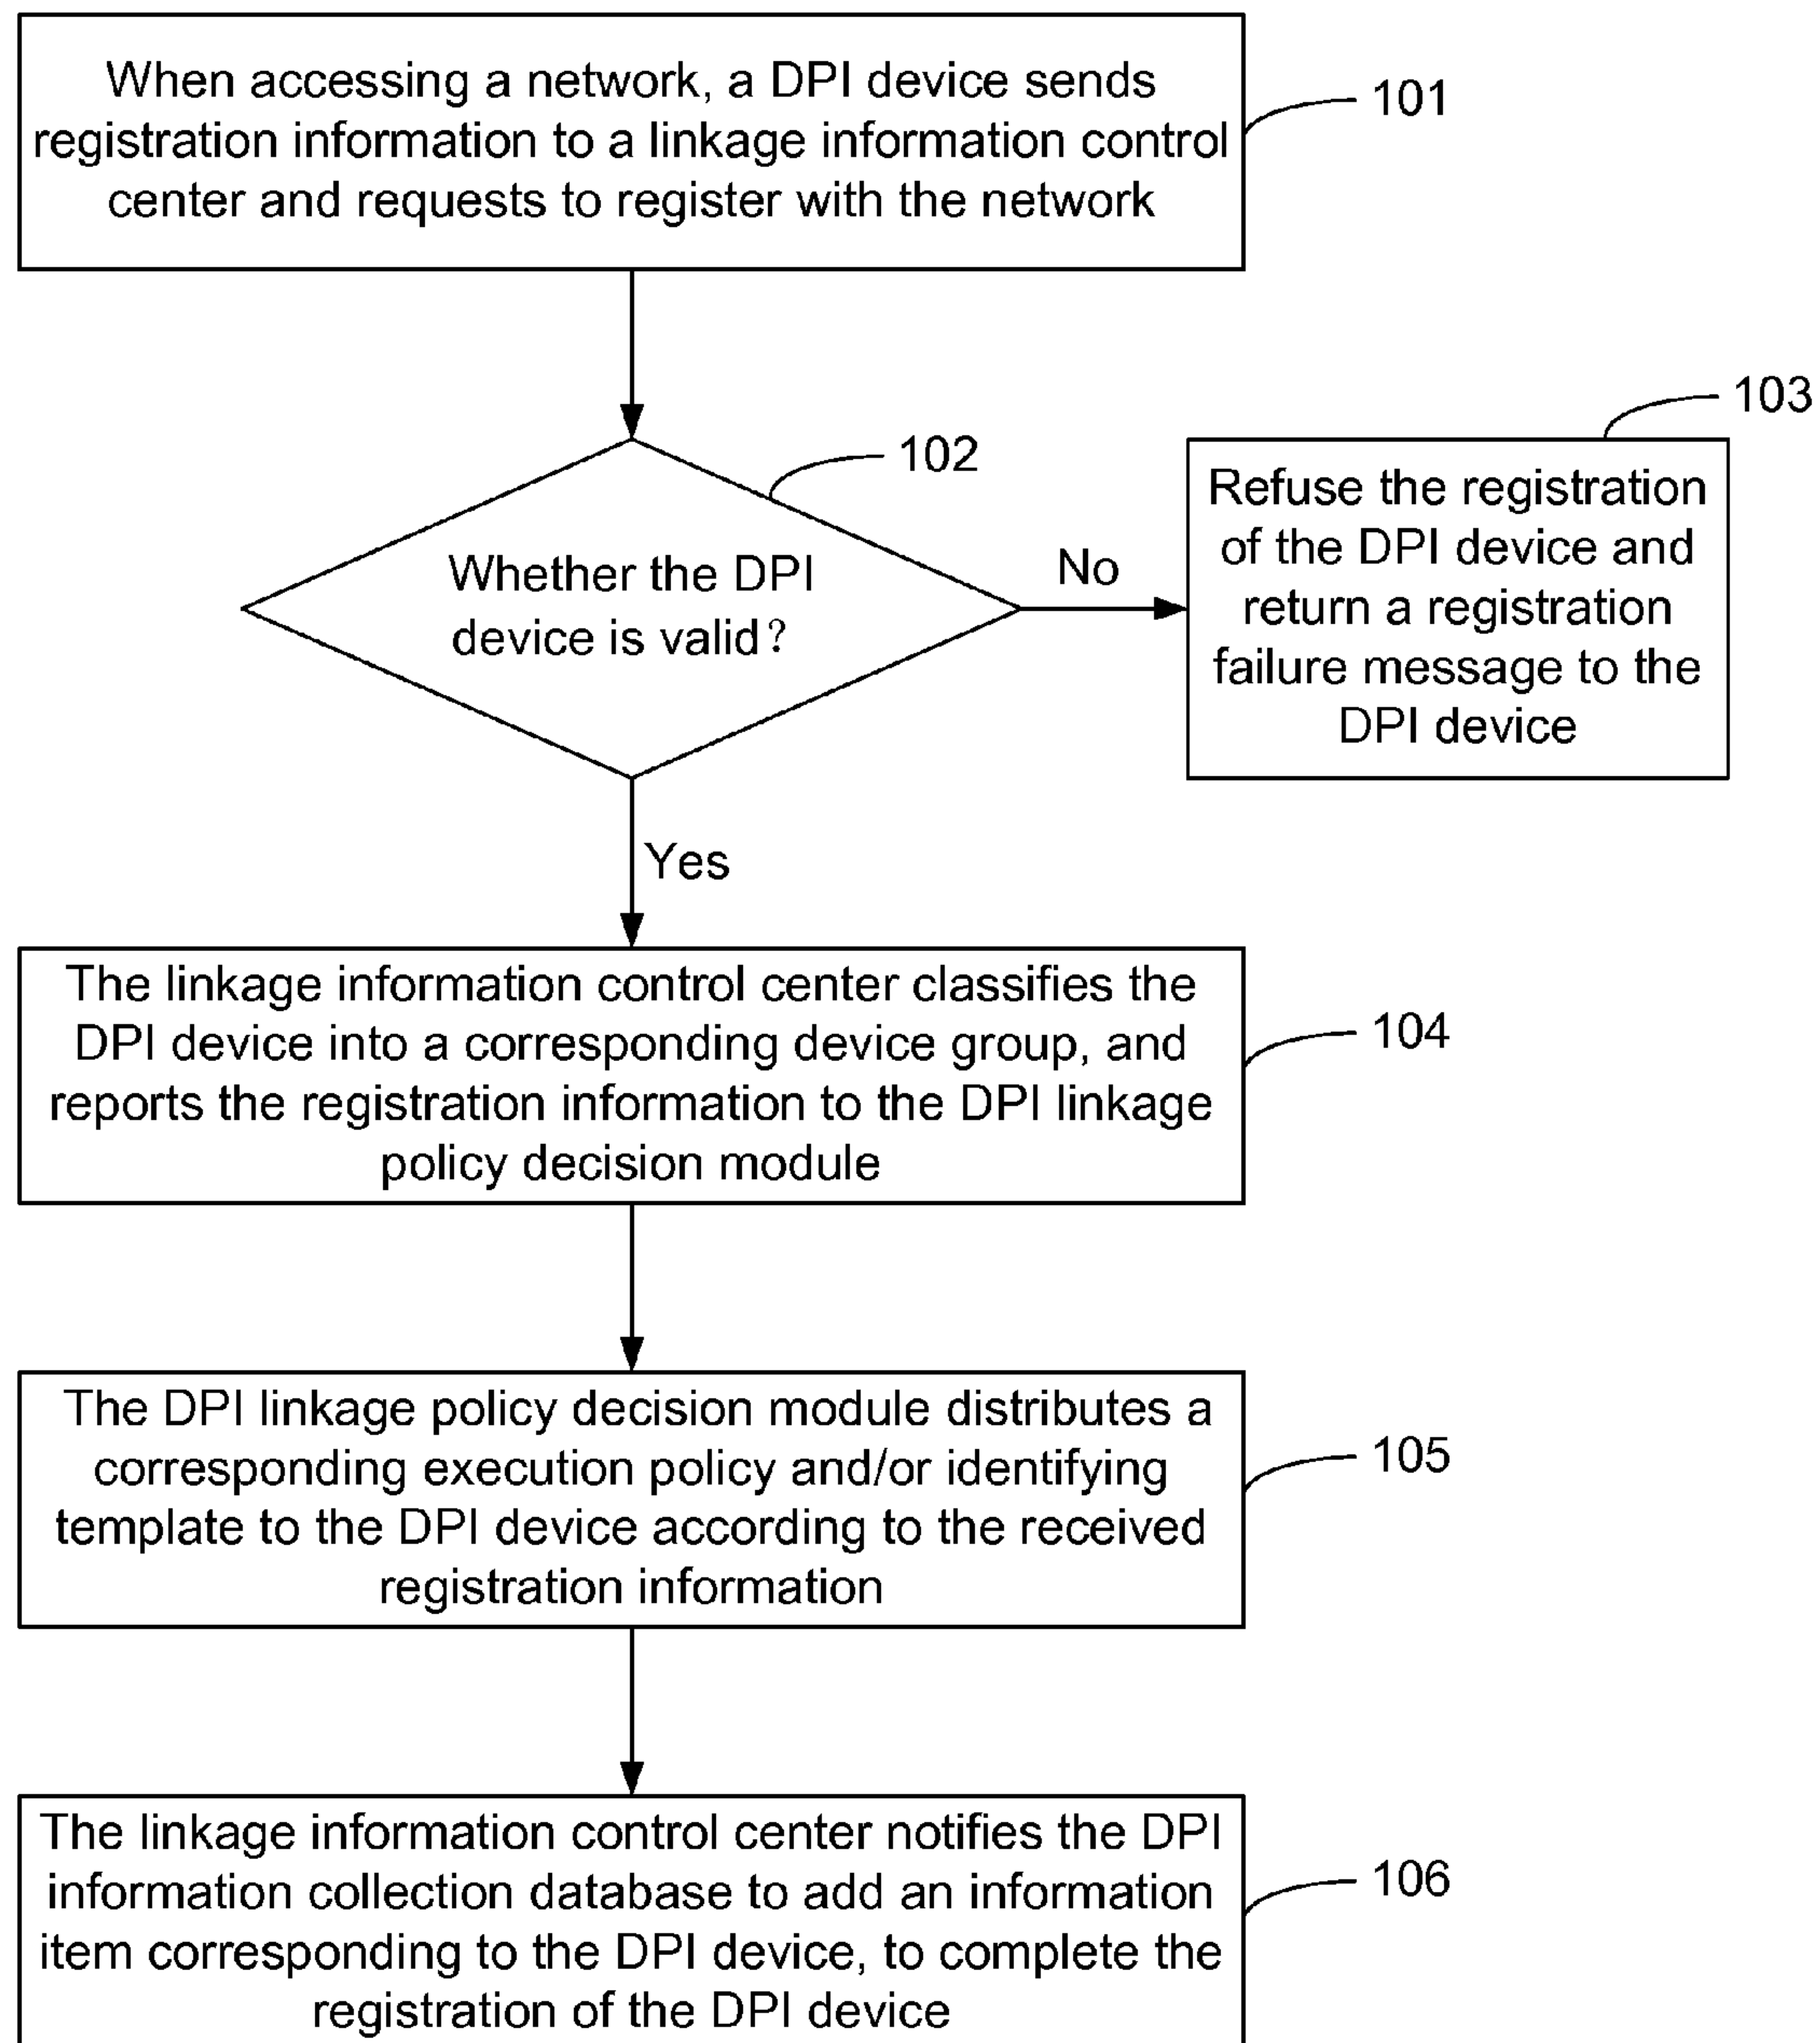 When accessing a network, a DPI device sends
registration information to a linkage information control
center and requests to register with the network
101
102
Whether the DPI
device is valid?
No
103
Refuse the registration
of the DPI device and
return a registration
failure message to the
DPI device
Yes
The linkage information control center classifies the
DPI device into a corresponding device group, and
reports the registration information to the DPI linkage
policy decision module
104
The DPI linkage policy decision module distributes a
corresponding execution policy and/or identifying
template to the DPI device according to the received
registration information
105
The linkage information control center notifies the DPI
information collection database to add an information
item corresponding to the DPI device, to complete the
registration of the DPI device
106